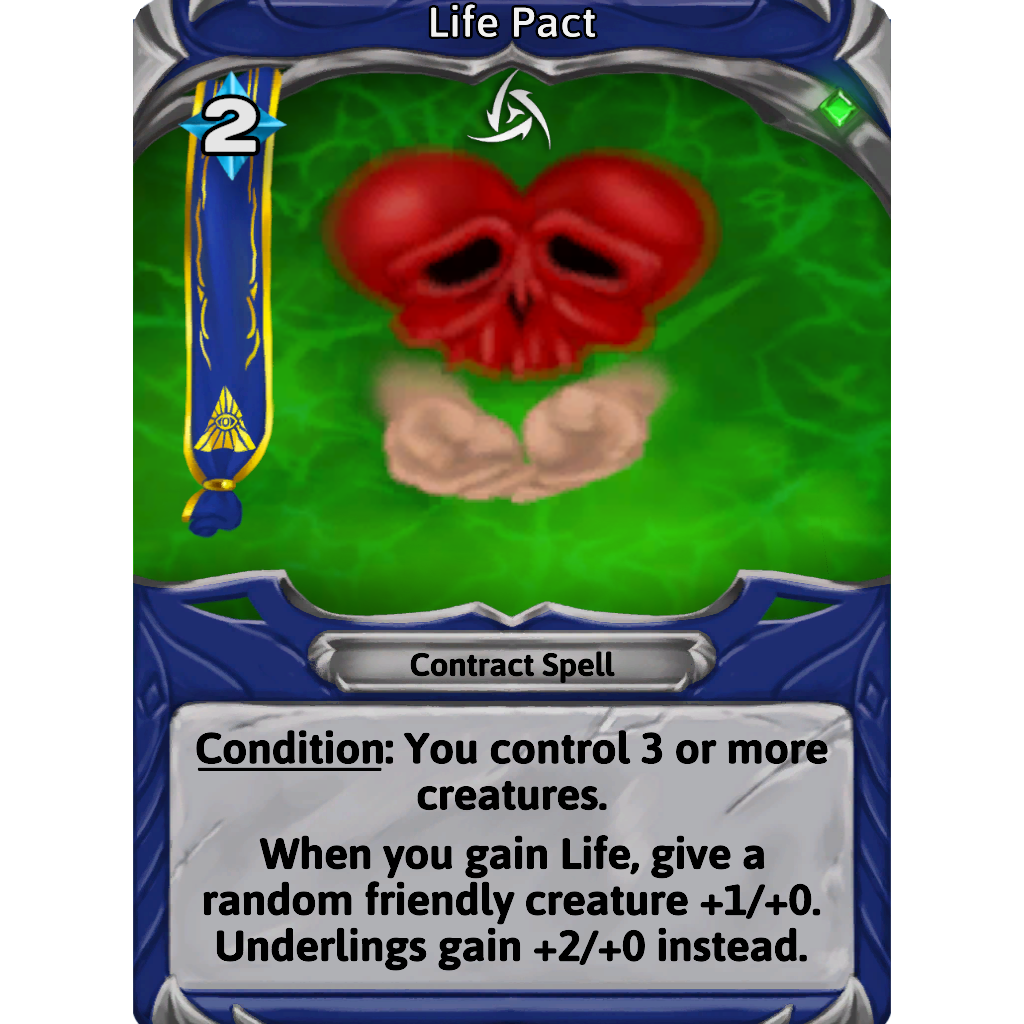 Life Pact
2
Contract Spell
Condition: You control 3 or more
creatures.
When you gain Life, give a
random friendly creature +1/+0.
Underlings gain +2/+0 instead.